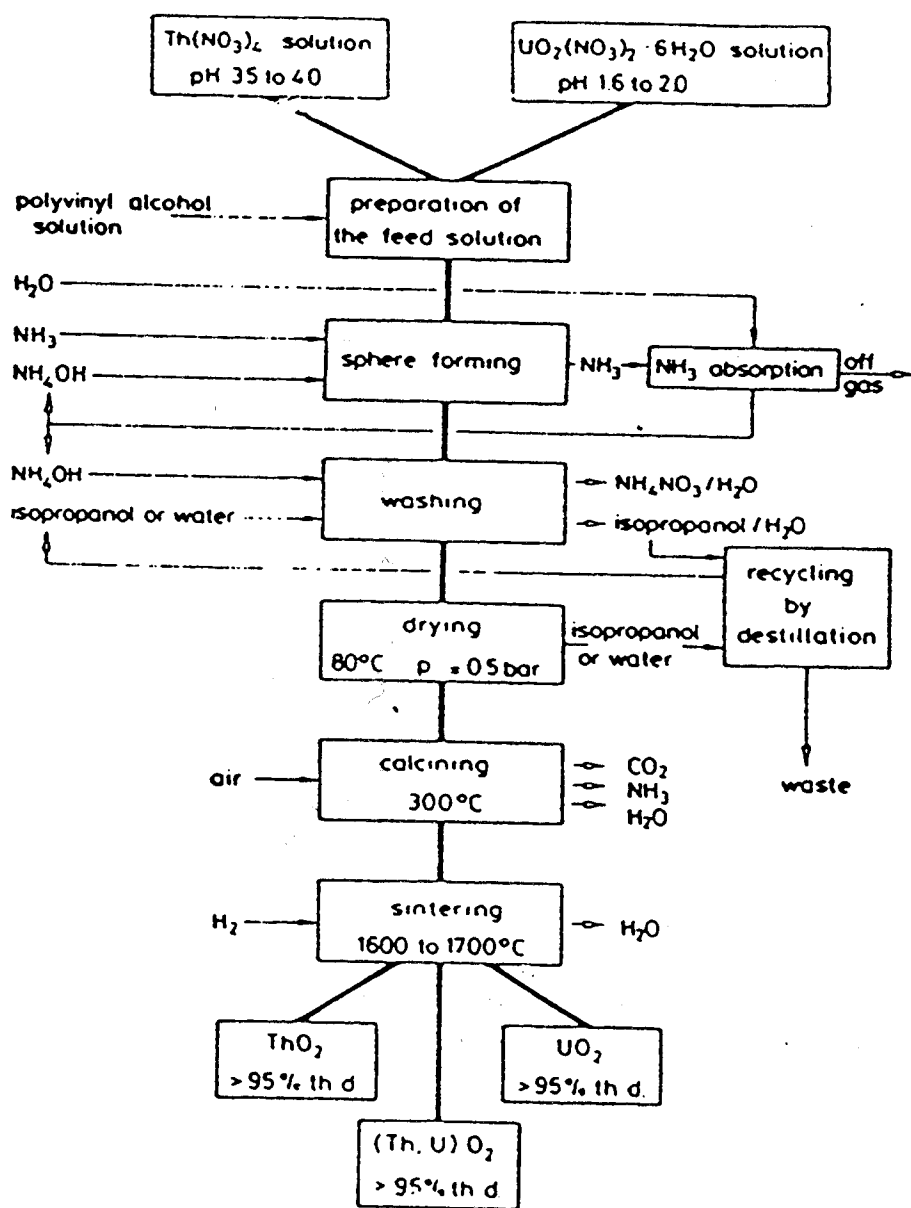 Th(NO₃)₄ solution
pH 3.5 to 4.0
UO₂(NO₃)₂ · 6H₂O solution
pH 1.6 to 2.0
polyvinyl alcohol
solution
preparation of
the feed solution
H₂O
NH₃
NH₄OH
sphere forming
NH₃
NH₃ absorption
off
gas
NH₄OH
isopropanol or water
washing
NH₄NO₃/H₂O
isopropanol/H₂O
recycling
by
destillation
drying
80°C p = 0.5 bar
isopropanol
or water
waste
air
calcining
300°C
CO₂
NH₃
H₂O
H₂
sintering
1600 to 1700°C
H₂O
ThO₂
> 95% th d.
UO₂
> 95% th d.
(Th, U) O₂
> 95% th d.